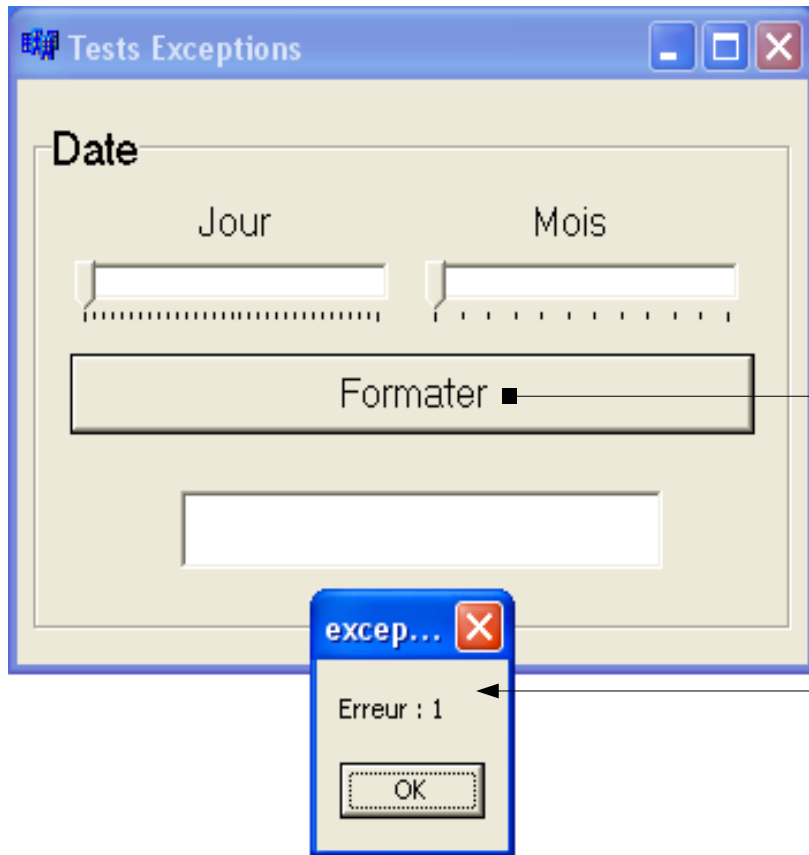 Tests Exceptions
Date
Jour
Mois
Formater
excep...
Erreur : 1
OK